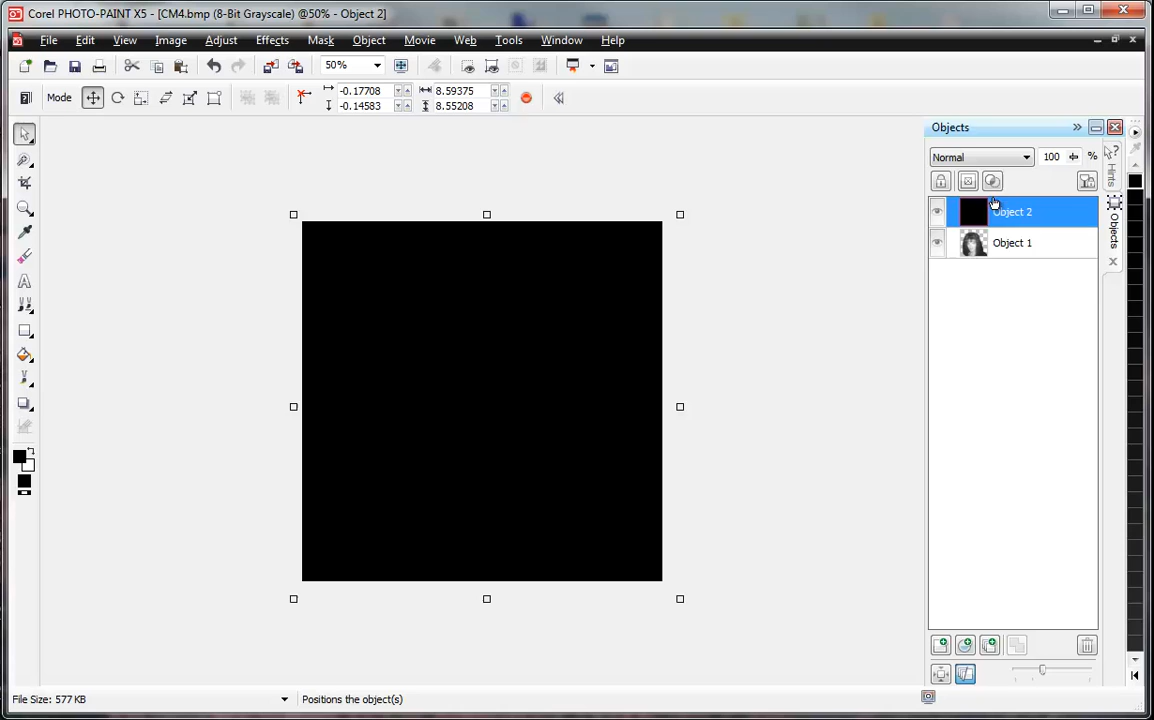 Corel PHOTO-PAINT X5 - [CM4.bmp (8-Bit Grayscale) @50% - Object 2]
File Edit View Image Adjust Effects Mask Object Movie Web Tools Window Help
50%
Mode -0.17708 8.59375
-0.14583 8.55208
Objects
Normal 100 %
Hints
Object 2
Objects
Object 1
File Size: 577 KB Positions the object(s)